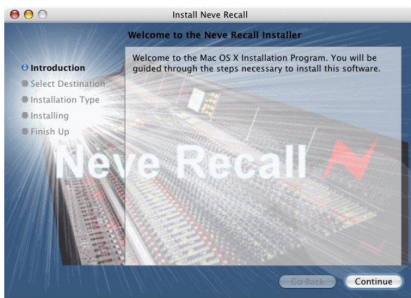 Install Neve Recall
Welcome to the Neve Recall Installer
Introduction
Select Destination
Installation Type
Installing
Finish Up
Welcome to the Mac OS X Installation Program. You will be
guided through the steps necessary to install this software.
Neve Recall
Go Back
Continue